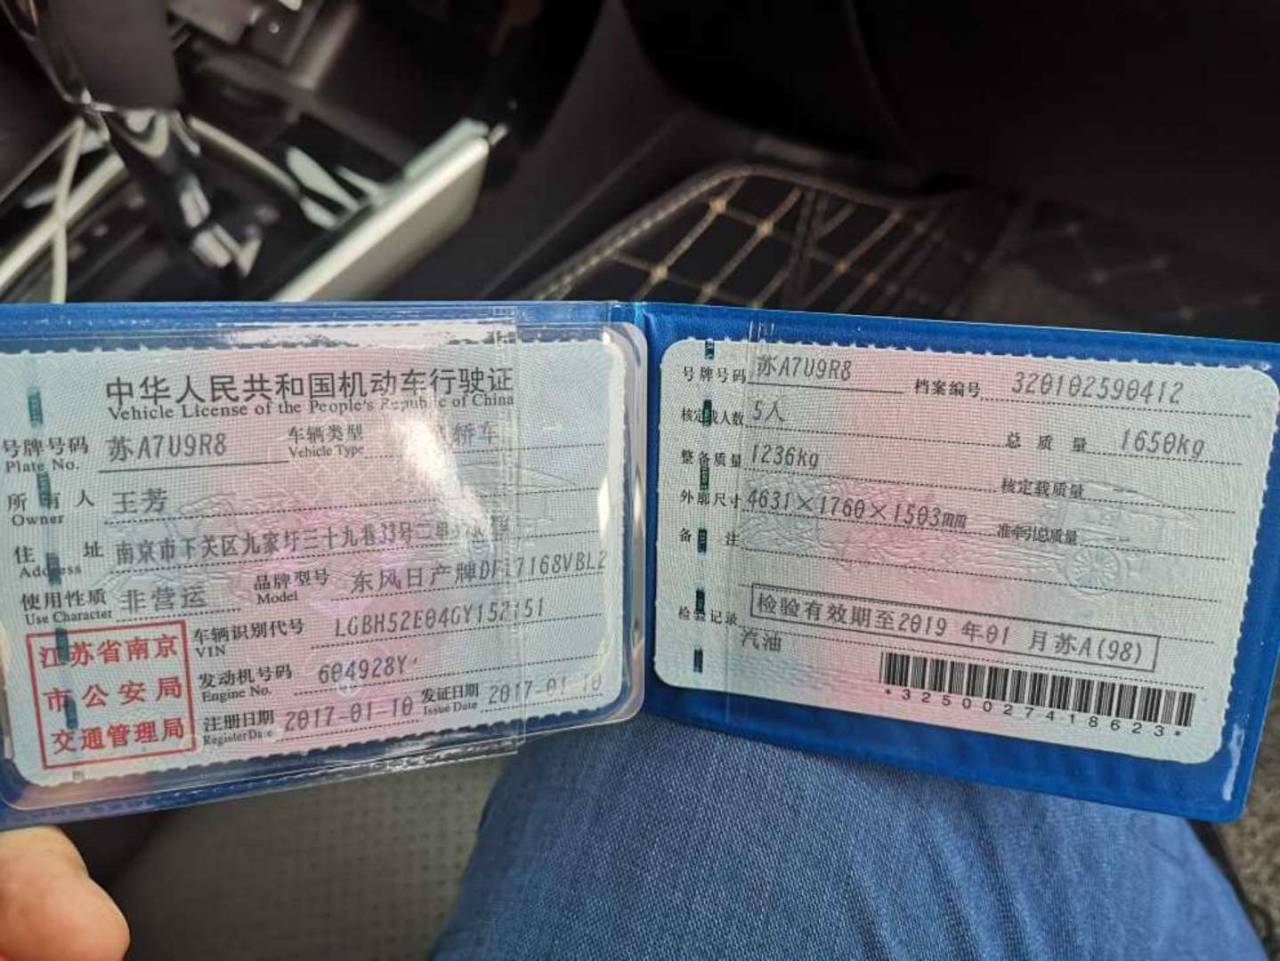 中华人民共和国机动车行驶证
Vehicle License of the People's Republic of China
号牌号码 苏A7U9R8 车辆类型 轿车
Plate No. Vehicle Type
所有人 王芳
Owner
住址 南京市下关区九家圩三十九巷33号二单
Address
使用性质 非营运 品牌型号 东风日产牌DFL7168VBL2
Use Character Model
江苏省南京
市公安局
交通管理局
车辆识别代号 LGBH52E04GY152151
VIN
发动机号码 604928Y
Engine No.
注册日期 2017-01-10 发证日期 2017-01-10
Register Date Issue Date
号牌号码 苏A7U9R8 档案编号 320102590412
核定载人数 5人 总质量 1650kg
整备质量 1236kg 核定载质量 --
外廓尺寸 4631×1760×1503mm 准牵引总质量 --
备注
检验有效期至2019年01月苏A(98)
检验记录
汽油
*3250027418623*